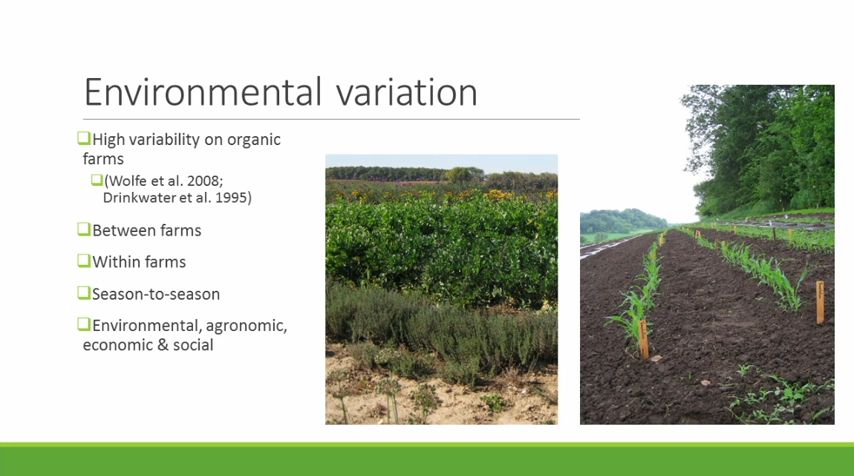 Environmental variation
High variability on organic
farms
(Wolfe et al. 2008;
Drinkwater et al. 1995)
Between farms
Within farms
Season-to-season
Environmental, agronomic,
economic & social